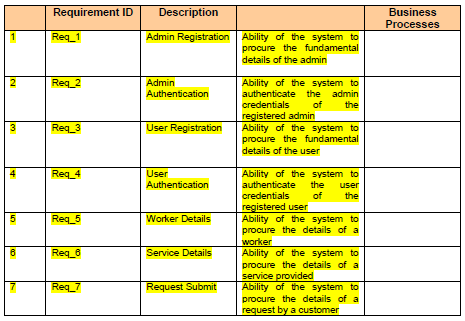 Requirement ID Description Business
Processes
1 Req_1 Admin Registration Ability of the system to
procure the fundamental
details of the admin
2 Req_2 Admin Ability of the system to
Authentication authenticate the admin
credentials of the
registered admin
3 Req_3 User Registration Ability of the system to
procure the fundamental
details of the user
4 Req_4 User Ability of the system to
Authentication authenticate the user
credentials of the
registered user
5 Req_5 Worker Details Ability of the system to
procure the details of a
worker
6 Req_6 Service Details Ability of the system to
procure the details of a
service provided
7 Req_7 Request Submit Ability of the system to
procure the details of a
request by a customer